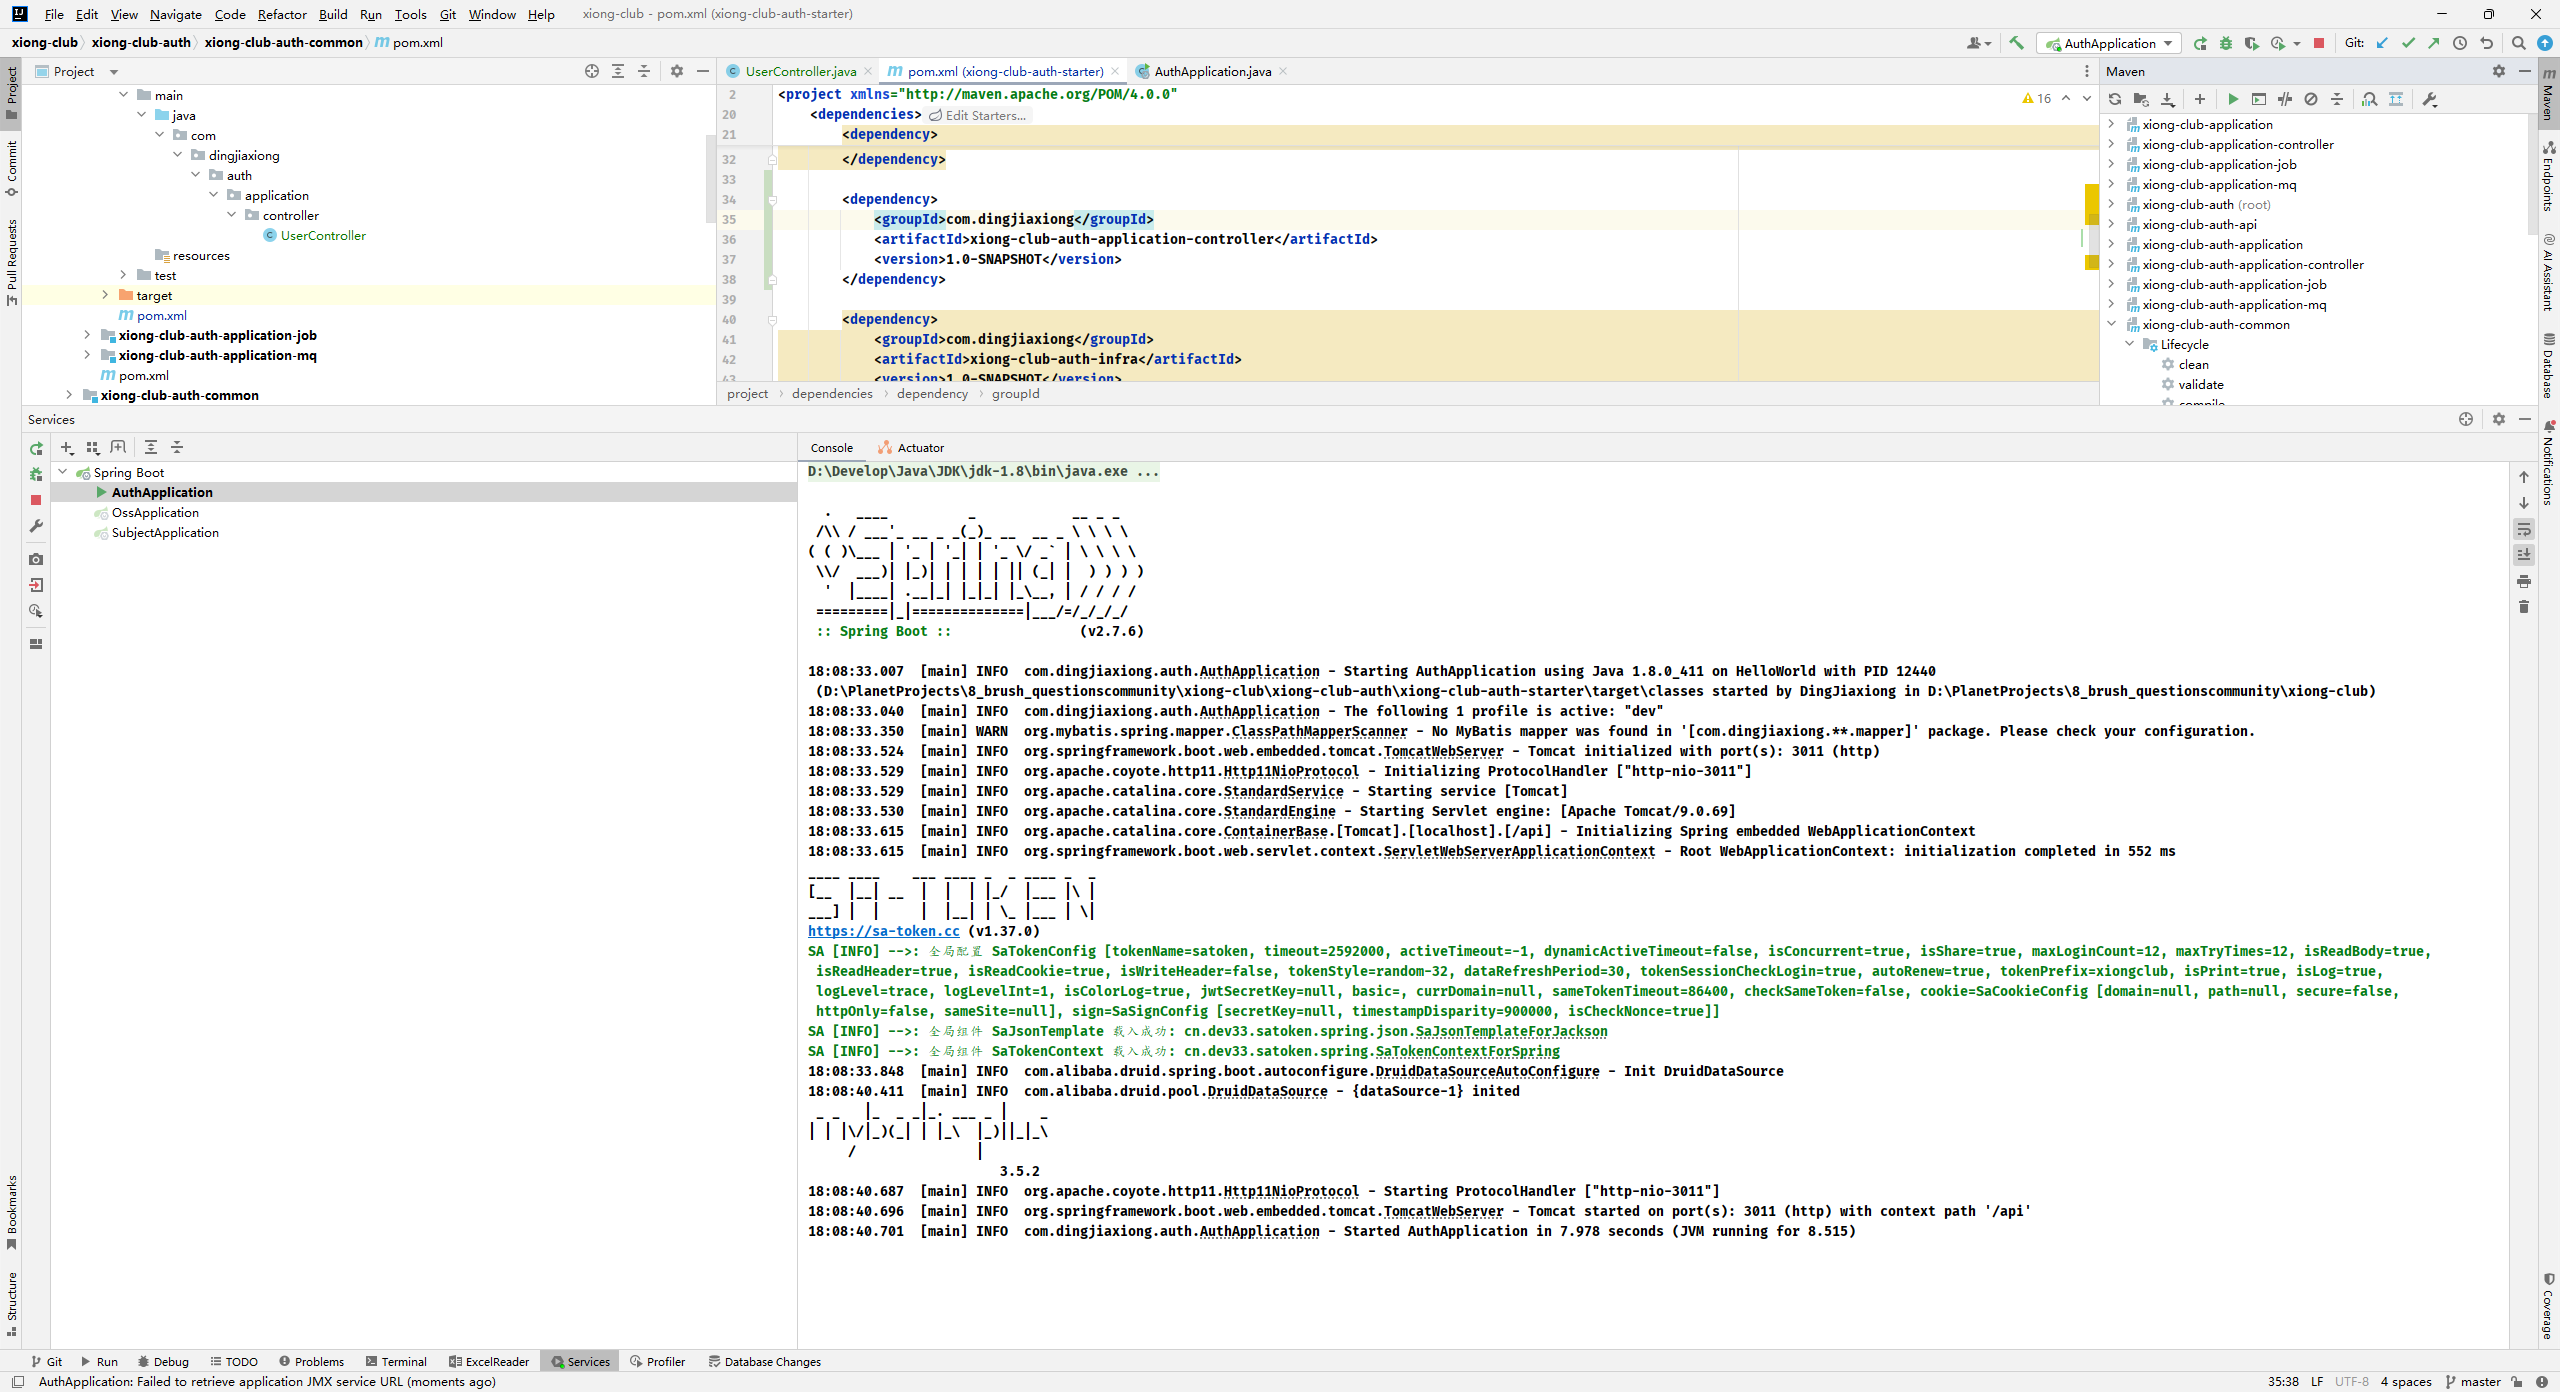 File Edit View Navigate Code Refactor Build Run Tools Git Window Help xiong-club - pom.xml (xiong-club-auth-starter)
xiong-club xiong-club-auth xiong-club-auth-common pom.xml AuthApplication Git:
Project
UserController.java pom.xml (xiong-club-auth-starter) AuthApplication.java
Maven
main
java
com
dingjiaxiong
auth
application
controller
UserController
resources
test
target
pom.xml
xiong-club-auth-application-job
xiong-club-auth-application-mq
pom.xml
xiong-club-auth-common
2 <project xmlns="http://maven.apache.org/POM/4.0.0"
16
20 <dependencies> Edit Starters...
21 <dependency>
32 </dependency>
33
34 <dependency>
35 <groupId>com.dingjiaxiong</groupId>
36 <artifactId>xiong-club-auth-application-controller</artifactId>
37 <version>1.0-SNAPSHOT</version>
38 </dependency>
39
40 <dependency>
41 <groupId>com.dingjiaxiong</groupId>
42 <artifactId>xiong-club-auth-infra</artifactId>
43 <version>1.0-SNAPSHOT</version>
project dependencies dependency groupId
xiong-club-application
xiong-club-application-controller
xiong-club-application-job
xiong-club-application-mq
xiong-club-auth (root)
xiong-club-auth-api
xiong-club-auth-application
xiong-club-auth-application-controller
xiong-club-auth-application-job
xiong-club-auth-application-mq
xiong-club-auth-common
Lifecycle
clean
validate
compile
Project
Commit
Pull Requests
Bookmarks
Structure
Maven
Endpoints
AI Assistant
Database
Notifications
Coverage
Services
Spring Boot
AuthApplication
OssApplication
SubjectApplication
Console Actuator
D:\Develop\Java\JDK\jdk-1.8\bin\java.exe ...
Spring
:: Spring Boot :: (v2.7.6)
18:08:33.007 [main] INFO com.dingjiaxiong.auth.AuthApplication - Starting AuthApplication using Java 1.8.0_411 on HelloWorld with PID 12440
(D:\PlanetProjects\8_brush_questionscommunity\xiong-club\xiong-club-auth\xiong-club-auth-starter\target\classes started by DingJiaxiong in D:\PlanetProjects\8_brush_questionscommunity\xiong-club)
18:08:33.040 [main] INFO com.dingjiaxiong.auth.AuthApplication - The following 1 profile is active: "dev"
18:08:33.350 [main] WARN org.mybatis.spring.mapper.ClassPathMapperScanner - No MyBatis mapper was found in '[com.dingjiaxiong.**.mapper]' package. Please check your configuration.
18:08:33.524 [main] INFO org.springframework.boot.web.embedded.tomcat.TomcatWebServer - Tomcat initialized with port(s): 3011 (http)
18:08:33.529 [main] INFO org.apache.coyote.http11.Http11NioProtocol - Initializing ProtocolHandler ["http-nio-3011"]
18:08:33.529 [main] INFO org.apache.catalina.core.StandardService - Starting service [Tomcat]
18:08:33.530 [main] INFO org.apache.catalina.core.StandardEngine - Starting Servlet engine: [Apache Tomcat/9.0.69]
18:08:33.615 [main] INFO org.apache.catalina.core.ContainerBase.[Tomcat].[localhost].[/api] - Initializing Spring embedded WebApplicationContext
18:08:33.615 [main] INFO org.springframework.boot.web.servlet.context.ServletWebServerApplicationContext - Root WebApplicationContext: initialization completed in 552 ms
SA-TOKEN
https://sa-token.cc (v1.37.0)
SA [INFO] -->: 全局配置 SaTokenConfig [tokenName=satoken, timeout=2592000, activeTimeout=-1, dynamicActiveTimeout=false, isConcurrent=true, isShare=true, maxLoginCount=12, maxTryTimes=12, isReadBody=true,
isReadHeader=true, isReadCookie=true, isWriteHeader=false, tokenStyle=random-32, dataRefreshPeriod=30, tokenSessionCheckLogin=true, autoRenew=true, tokenPrefix=xiongclub, isPrint=true, isLog=true,
logLevel=trace, logLevelInt=1, isColorLog=true, jwtSecretKey=null, basic=, currDomain=null, sameTokenTimeout=86400, checkSameToken=false, cookie=SaCookieConfig [domain=null, path=null, secure=false,
httpOnly=false, sameSite=null], sign=SaSignConfig [secretKey=null, timestampDisparity=900000, isCheckNonce=true]]
SA [INFO] -->: 全局组件 SaJsonTemplate 载入成功: cn.dev33.satoken.spring.json.SaJsonTemplateForJackson
SA [INFO] -->: 全局组件 SaTokenContext 载入成功: cn.dev33.satoken.spring.SaTokenContextForSpring
18:08:33.848 [main] INFO com.alibaba.druid.spring.boot.autoconfigure.DruidDataSourceAutoConfigure - Init DruidDataSource
18:08:40.411 [main] INFO com.alibaba.druid.pool.DruidDataSource - {dataSource-1} inited
mybatis plus
3.5.2
18:08:40.687 [main] INFO org.apache.coyote.http11.Http11NioProtocol - Starting ProtocolHandler ["http-nio-3011"]
18:08:40.696 [main] INFO org.springframework.boot.web.embedded.tomcat.TomcatWebServer - Tomcat started on port(s): 3011 (http) with context path '/api'
18:08:40.701 [main] INFO com.dingjiaxiong.auth.AuthApplication - Started AuthApplication in 7.978 seconds (JVM running for 8.515)
Git Run Debug TODO Problems Terminal ExcelReader Services Profiler Database Changes
AuthApplication: Failed to retrieve application JMX service URL (moments ago) 35:38 LF UTF-8 4 spaces master